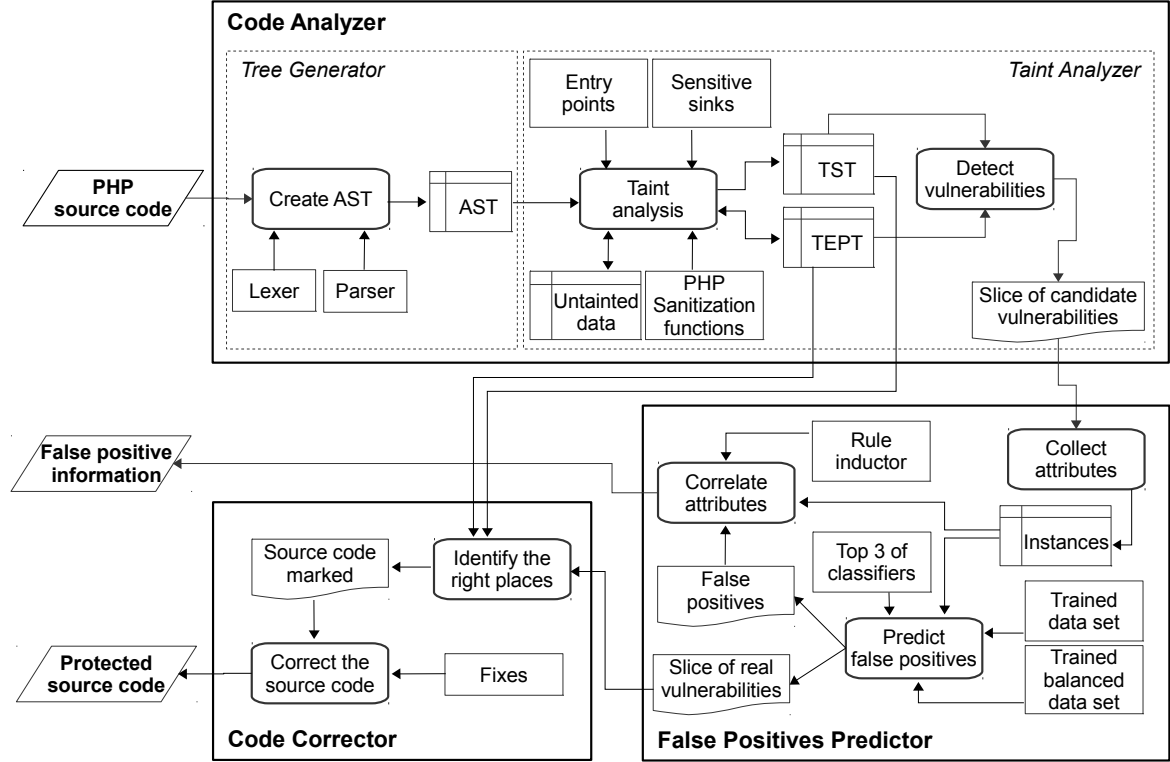 Code Analyzer
Tree Generator
Taint Analyzer
Entry
points
Sensitive
sinks
PHP
source code
Create AST
AST
Taint
analysis
TST
TEPT
Detect
vulnerabilities
Lexer
Parser
Untainted
data
PHP
Sanitization
functions
Slice of candidate
vulnerabilities
False positive
information
Correlate
attributes
Rule
inductor
Collect
attributes
Instances
Source code
marked
Identify the
right places
False
positives
Top 3 of
classifiers
Predict
false positives
Trained
data set
Trained
balanced
data set
Protected
source code
Correct the
source code
Fixes
Slice of real
vulnerabilities
Code Corrector
False Positives Predictor